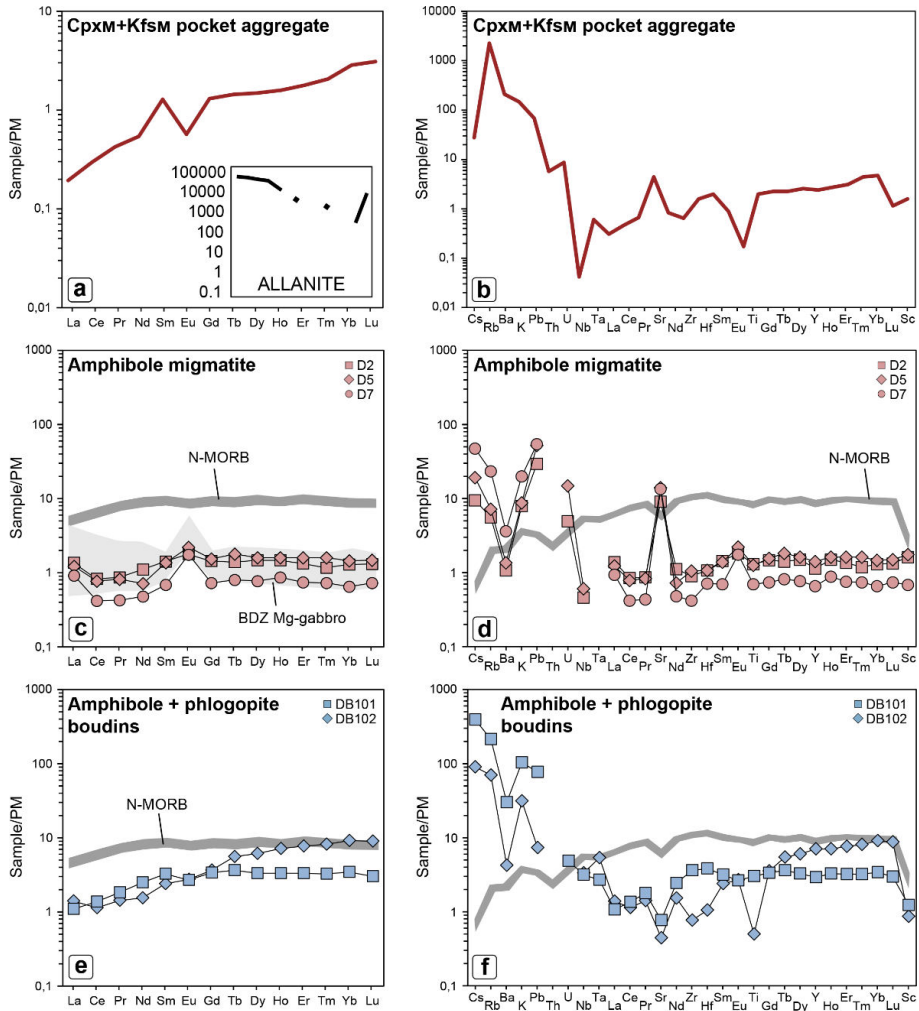 CpxM+KfsM pocket aggregate
10
1
0,1
0,01
Sample/PM
100000
10000
1000
100
10
1
0.1
ALLANITE
a
La Ce Pr Nd Sm Eu Gd Tb Dy Ho Er Tm Yb Lu
CpxM+KfsM pocket aggregate
10000
1000
100
10
1
0,1
0,01
Sample/PM
b
Cs Rb Ba K Pb Th U Nb Ta La Ce Pr Sr Nd Zr Hf Sm Eu Ti Gd Tb Dy Yb Ho Er Tm Yb Lu Sc
Amphibole migmatite
D2
D5
D7
1000
100
10
1
0,1
Sample/PM
N-MORB
BDZ Mg-gabbro
c
La Ce Pr Nd Sm Eu Gd Tb Dy Ho Er Tm Yb Lu
Amphibole migmatite
D2
D5
D7
1000
100
10
1
0,1
Sample/PM
N-MORB
d
Cs Rb Ba K Pb Th U Nb Ta La Ce Pr Sr Nd Zr Hf Sm Eu Ti Gd Tb Dy Y Ho Er Tm Yb Lu Sc
Amphibole + phlogopite
boudins
DB101
DB102
1000
100
10
1
0,1
Sample/PM
N-MORB
e
La Ce Pr Nd Sm Eu Gd Tb Dy Ho Er Tm Yb Lu
Amphibole + phlogopite
boudins
DB101
DB102
1000
100
10
1
0,1
Sample/PM
N-MORB
f
Cs Rb Ba K Pb Th U Nb Ta La Ce Pr Sr Nd Zr Hf Sm Eu Ti Gd Tb Dy Y Ho Er Tm Yb Lu Sc